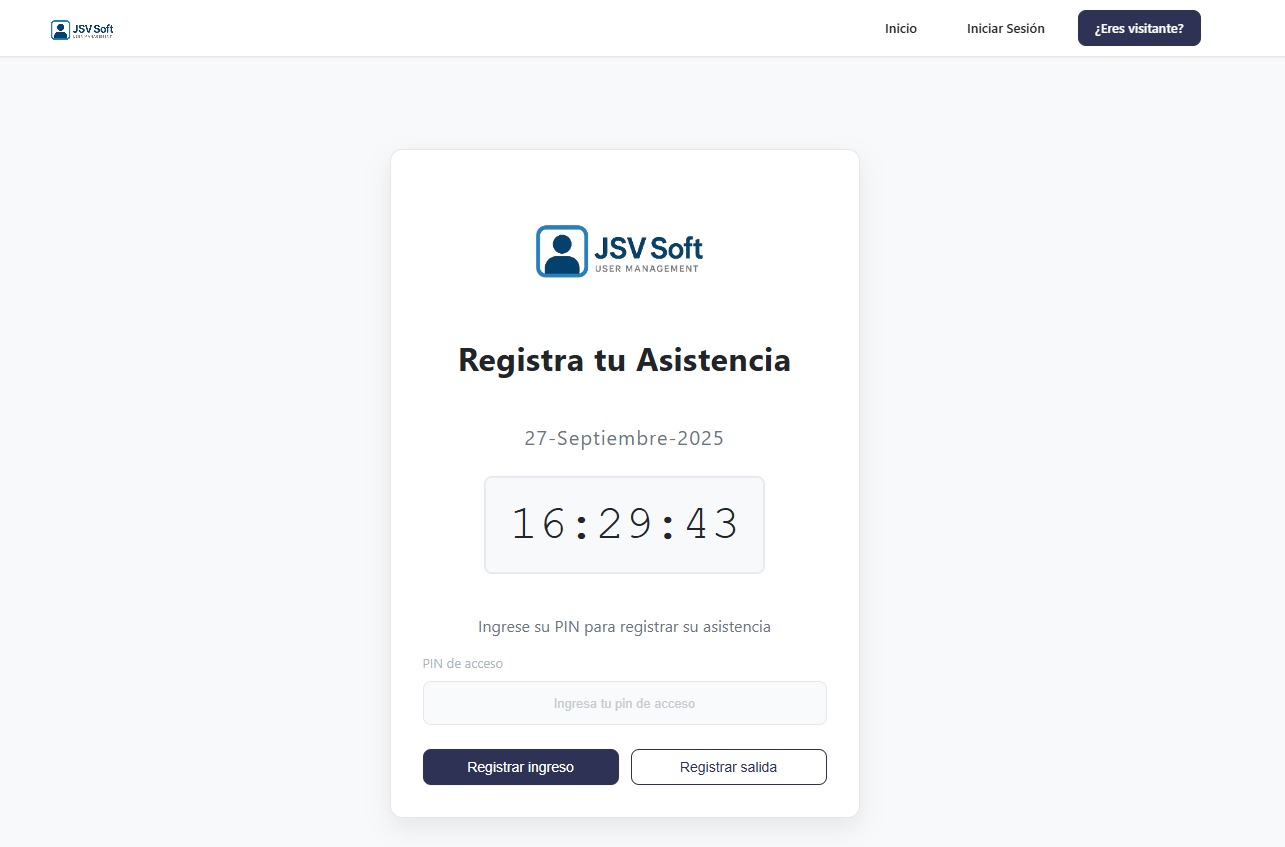 JSV Soft
Inicio
Iniciar Sesión
¿Eres visitante?
JSV Soft
USER MANAGEMENT
Registra tu Asistencia
27-Septiembre-2025
16:29:43
Ingrese su PIN para registrar su asistencia
PIN de acceso
Ingresa tu pin de acceso
Registrar ingreso
Registrar salida